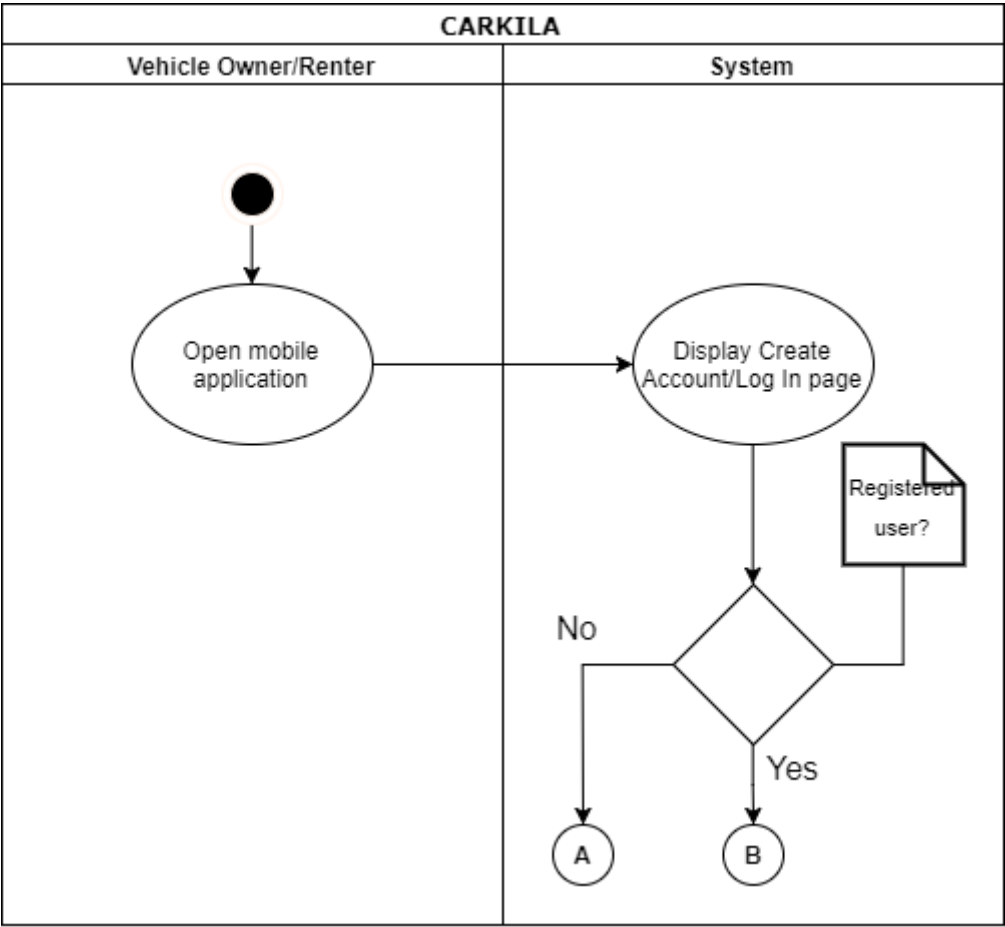 CARKILA
Vehicle Owner/Renter
System
Open mobile
application
Display Create
Account/Log In page
Registered
user?
No
Yes
A
B